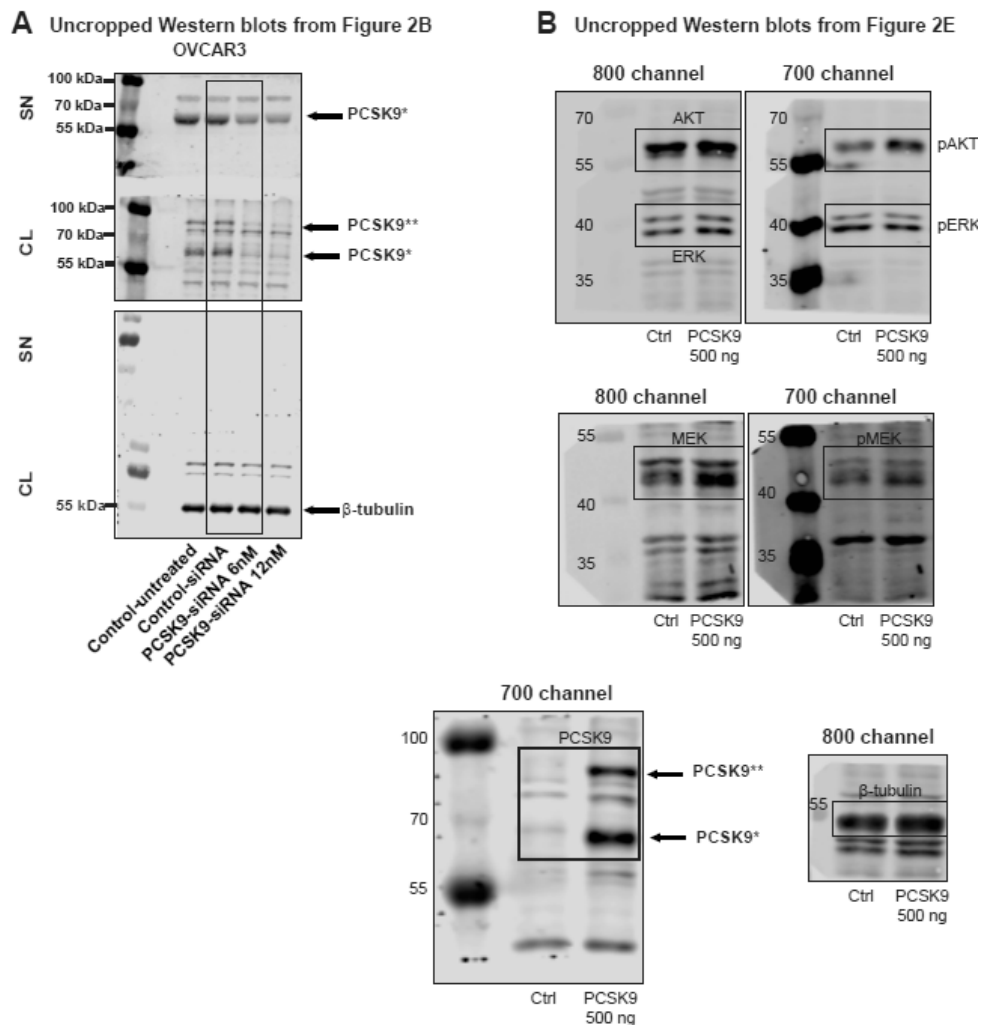 A Uncropped Western blots from Figure 2B
OVCAR3
SN
100 kDa
70 kDa
55 kDa
PCSK9*
CL
100 kDa
70 kDa
55 kDa
PCSK9**
PCSK9*
SN
CL
55 kDa
β-tubulin
Control-untreated
Control-siRNA
PCSK9-siRNA 6nM
PCSK9-siRNA 12nM
B Uncropped Western blots from Figure 2E
800 channel
700 channel
70
55
40
35
AKT
ERK
70
55
40
35
pAKT
pERK
Ctrl
PCSK9
500 ng
Ctrl
PCSK9
500 ng
800 channel
700 channel
55
40
35
MEK
55
40
35
pMEK
Ctrl
PCSK9
500 ng
Ctrl
PCSK9
500 ng
700 channel
100
70
55
PCSK9
PCSK9**
PCSK9*
Ctrl
PCSK9
500 ng
800 channel
55
β-tubulin
Ctrl
PCSK9
500 ng